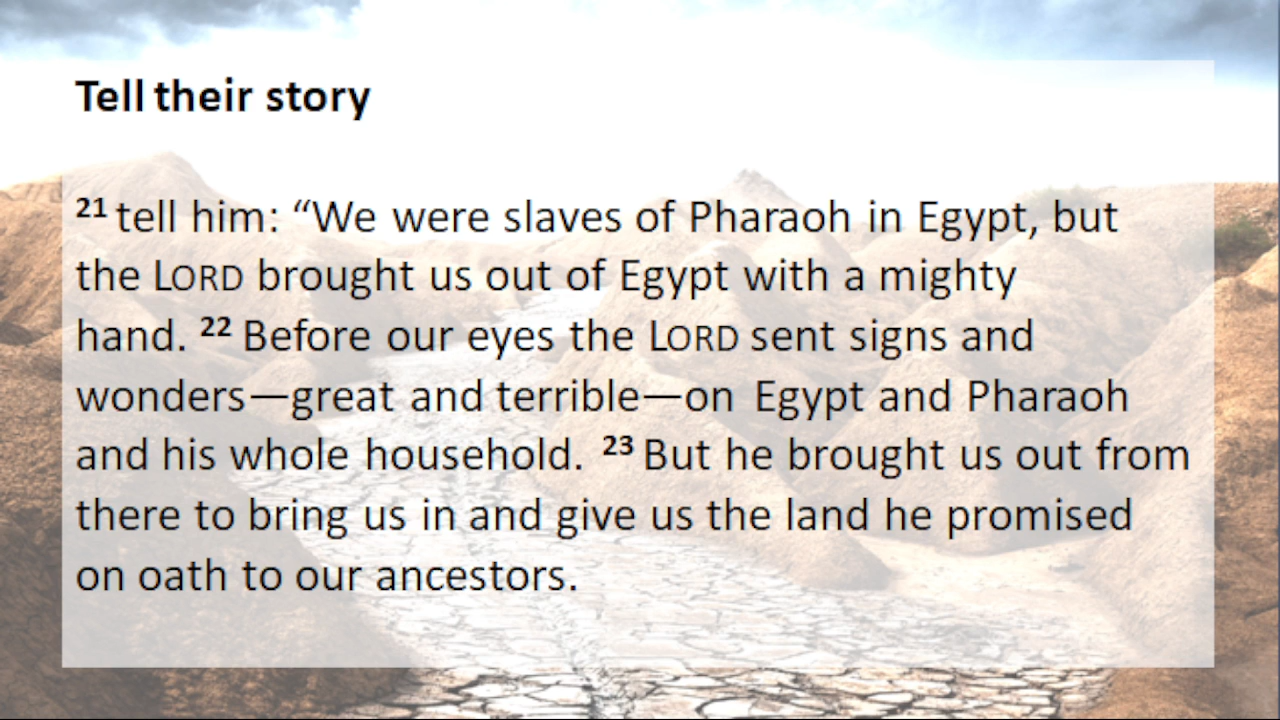 Tell their story
21 tell him: “We were slaves of Pharaoh in Egypt, but
the LORD brought us out of Egypt with a mighty
hand. 22 Before our eyes the LORD sent signs and
wonders—great and terrible—on Egypt and Pharaoh
and his whole household. 23 But he brought us out from
there to bring us in and give us the land he promised
on oath to our ancestors.